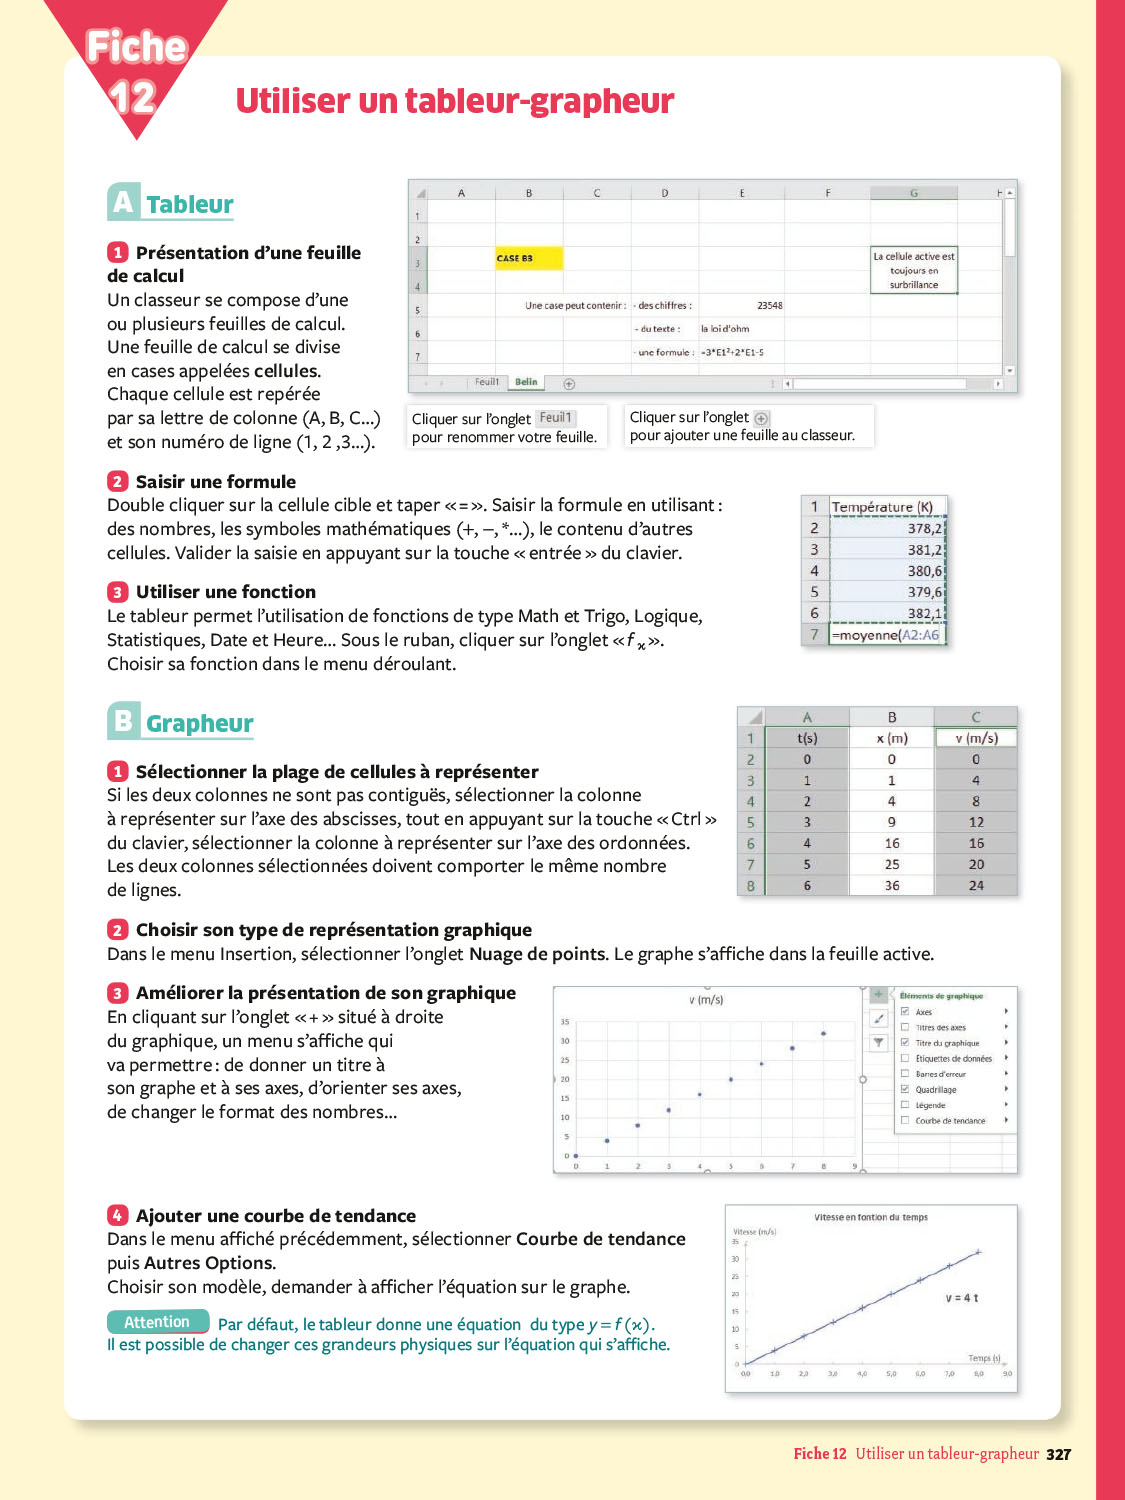 Fiche
12
Utiliser un tableur-grapheur
A Tableur
1 Présentation d'une feuille
de calcul
Un classeur se compose d'une
ou plusieurs feuilles de calcul.
Une feuille de calcul se divise
en cases appelées cellules.
Chaque cellule est repérée
par sa lettre de colonne (A, B, C...)
et son numéro de ligne (1, 2 ,3...).
A B C D E F G H
1
2
3 CASE B3 La cellule active est
toujours en
4 surbrillance
5 Une case peut contenir : - des chiffres : 23548
6 - du texte : la loi d'ohm
7 - une formule : =3*E1²+2*E1-5
Feuil1 Belin
Cliquer sur l'onglet Feuil1
pour renommer votre feuille.
Cliquer sur l'onglet +
pour ajouter une feuille au classeur.
2 Saisir une formule
Double cliquer sur la cellule cible et taper « = ». Saisir la formule en utilisant :
des nombres, les symboles mathématiques (+, −,*...), le contenu d'autres
cellules. Valider la saisie en appuyant sur la touche « entrée » du clavier.
3 Utiliser une fonction
Le tableur permet l'utilisation de fonctions de type Math et Trigo, Logique,
Statistiques, Date et Heure... Sous le ruban, cliquer sur l'onglet « f x ».
Choisir sa fonction dans le menu déroulant.
1 Température (K)
2 378,2
3 381,2
4 380,6
5 379,6
6 382,1
7 =moyenne(A2:A6
B Grapheur
1 Sélectionner la plage de cellules à représenter
Si les deux colonnes ne sont pas contiguës, sélectionner la colonne
à représenter sur l'axe des abscisses, tout en appuyant sur la touche « Ctrl »
du clavier, sélectionner la colonne à représenter sur l'axe des ordonnées.
Les deux colonnes sélectionnées doivent comporter le même nombre
de lignes.
A B C
1 t(s) x (m) v (m/s)
2 0 0 0
3 1 1 4
4 2 4 8
5 3 9 12
6 4 16 16
7 5 25 20
8 6 36 24
2 Choisir son type de représentation graphique
Dans le menu Insertion, sélectionner l'onglet Nuage de points. Le graphe s'affiche dans la feuille active.
3 Améliorer la présentation de son graphique
En cliquant sur l'onglet « + » situé à droite
du graphique, un menu s'affiche qui
va permettre : de donner un titre à
son graphe et à ses axes, d'orienter ses axes,
de changer le format des nombres...
v (m/s)
35
30
25
20
15
10
5
0
0 1 2 3 4 5 6 7 8 9
Éléments de graphique
Axes
Titres des axes
Titre du graphique
Étiquettes de données
Barres d'erreur
Quadrillage
Légende
Courbe de tendance
4 Ajouter une courbe de tendance
Dans le menu affiché précédemment, sélectionner Courbe de tendance
puis Autres Options.
Choisir son modèle, demander à afficher l'équation sur le graphe.
Attention Par défaut, le tableur donne une équation du type y = f (x).
Il est possible de changer ces grandeurs physiques sur l'équation qui s'affiche.
Vitesse en fontion du temps
Vitesse (m/s)
35
30
25
20
15
10
5
0
v = 4 t
Temps (s)
0,0 1,0 2,0 3,0 4,0 5,0 6,0 7,0 8,0 9,0
Fiche 12 Utiliser un tableur-grapheur 327